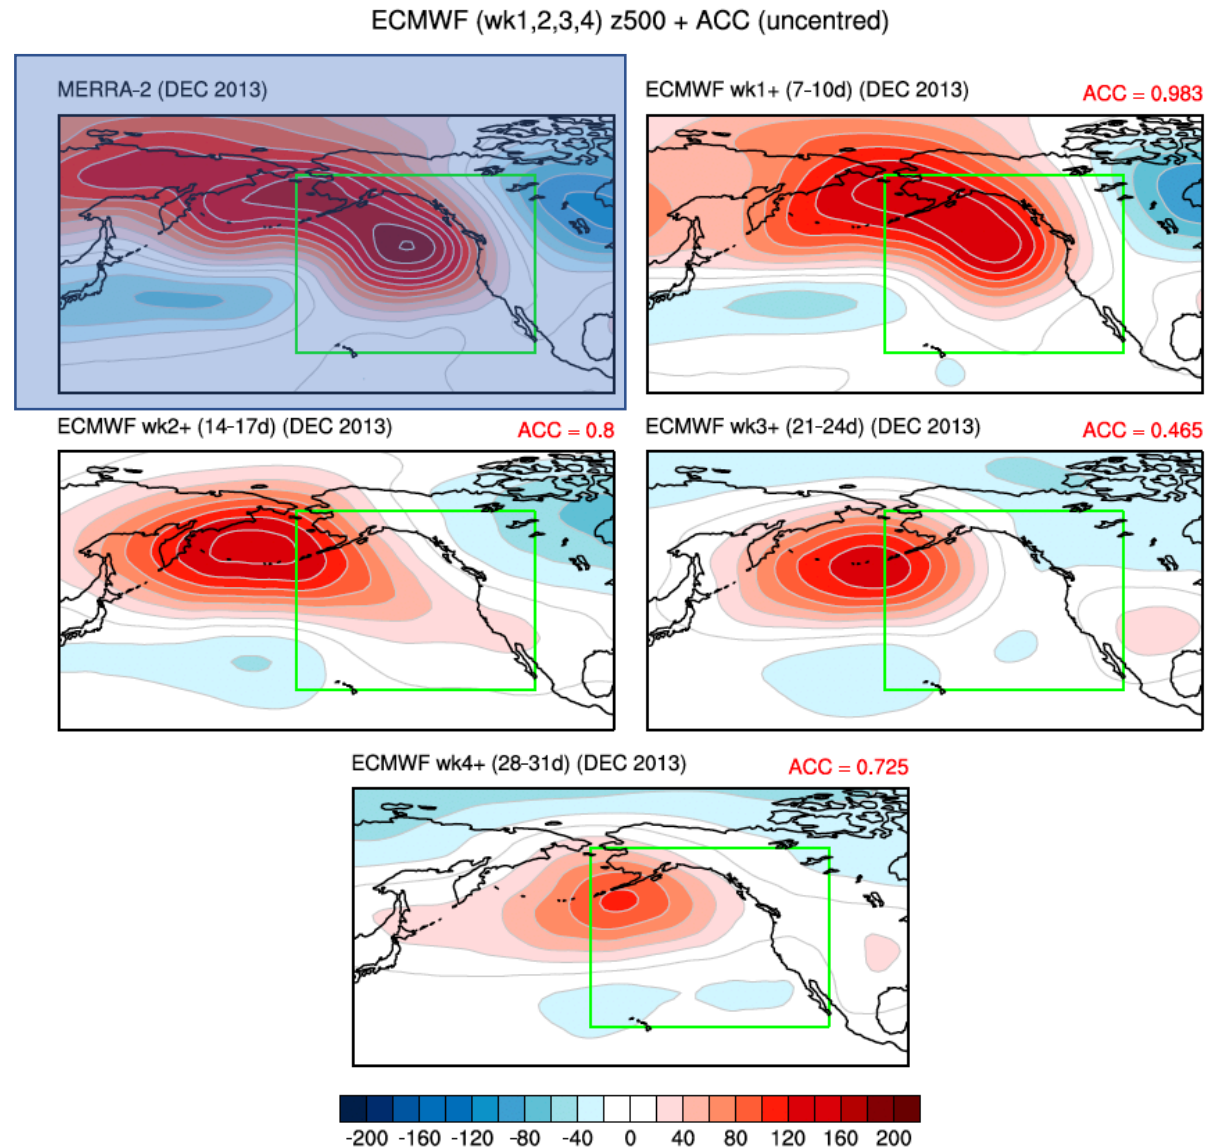 ECMWF (wk1,2,3,4) z500 + ACC (uncentred)
MERRA-2 (DEC 2013)
ECMWF wk1+ (7-10d) (DEC 2013) ACC = 0.983
ECMWF wk2+ (14-17d) (DEC 2013) ACC = 0.8
ECMWF wk3+ (21-24d) (DEC 2013) ACC = 0.465
ECMWF wk4+ (28-31d) (DEC 2013) ACC = 0.725
-200 -160 -120 -80 -40 0 40 80 120 160 200